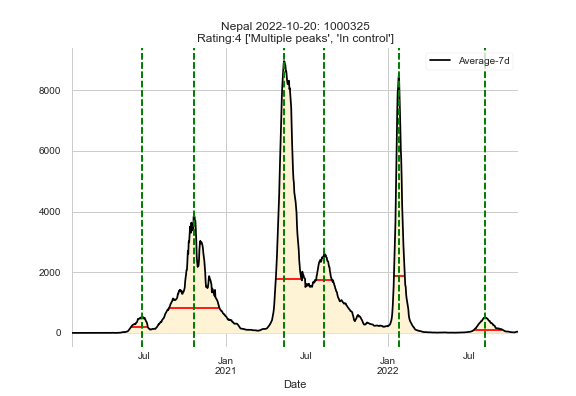 Nepal 2022-10-20: 1000325
Rating:4 ['Multiple peaks', 'In control']
Average-7d
8000
6000
4000
2000
0
Jul
Jan
2021
Jul
Jan
2022
Jul
Date